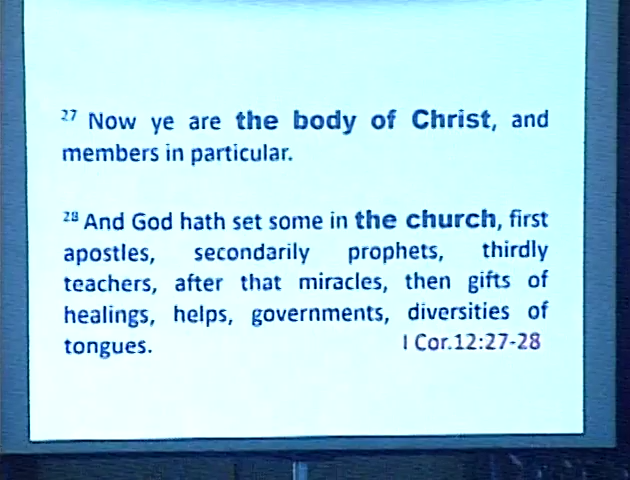 27 Now ye are the body of Christ, and
members in particular.
28 And God hath set some in the church, first
apostles, secondarily prophets, thirdly
teachers, after that miracles, then gifts of
healings, helps, governments, diversities of
tongues. I Cor.12:27-28